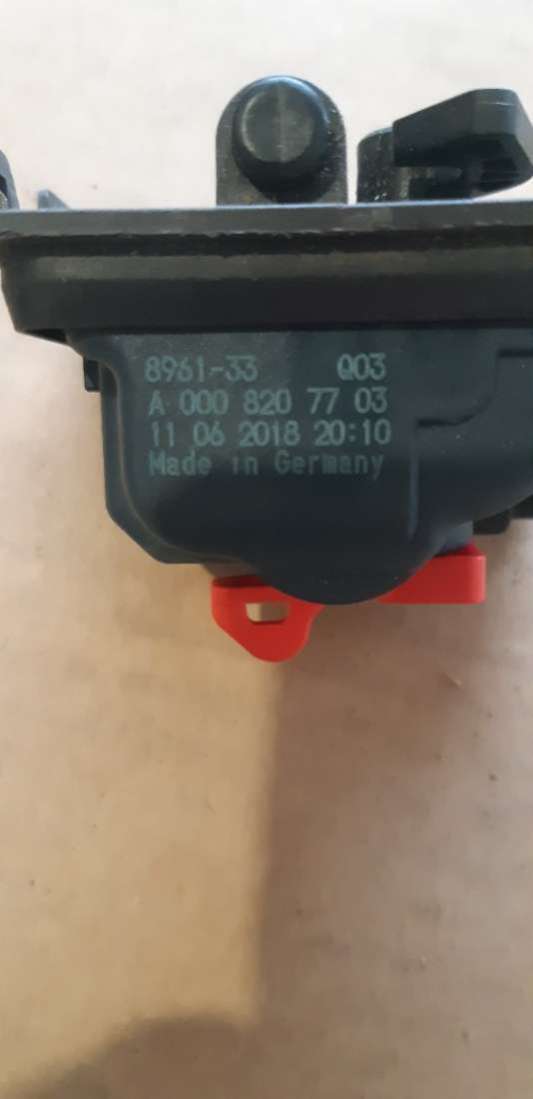 8961-33 Q03
A 000 820 77 03
11 06 2018 20:10
Made in Germany